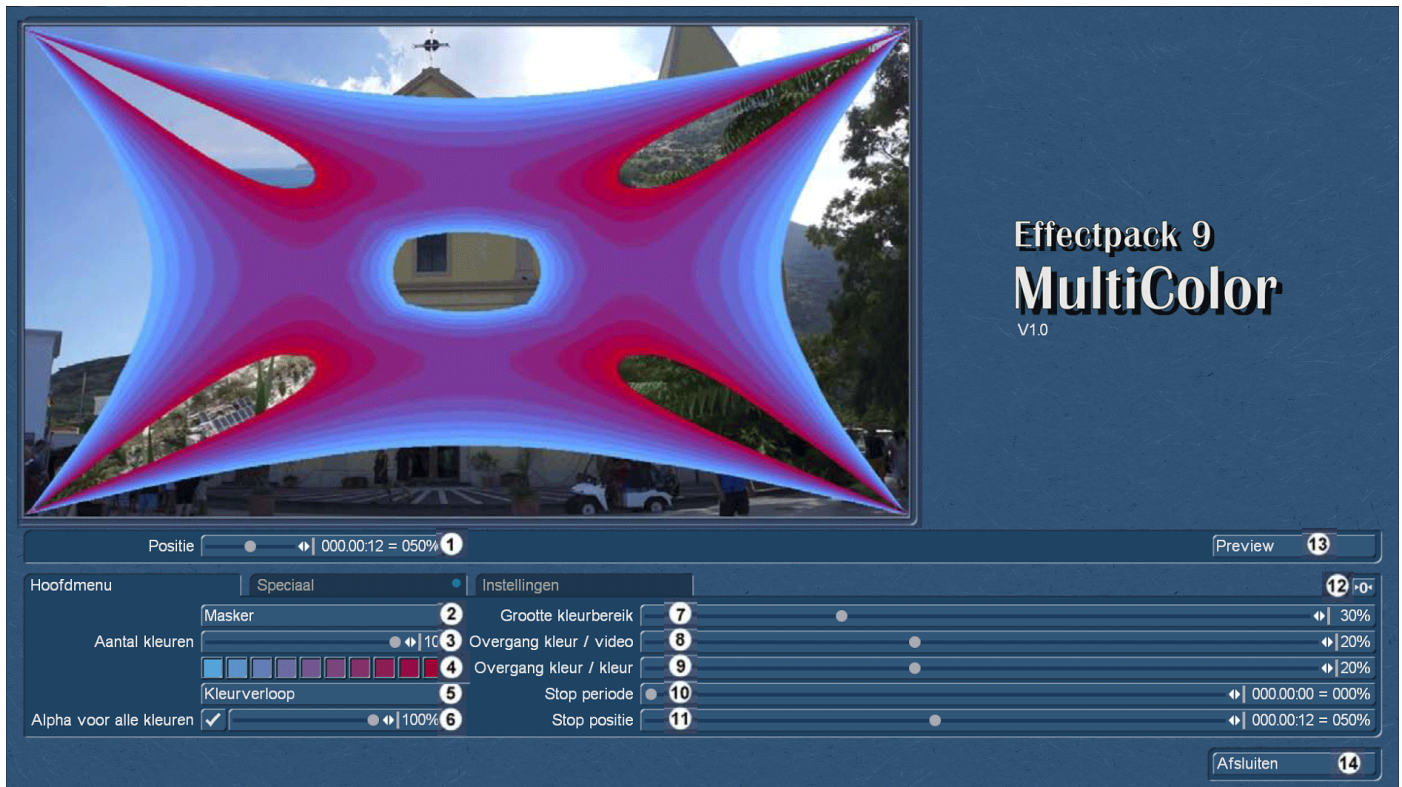 Effectpack 9
MultiColor
V1.0
Positie 000.00:12 = 050% 1
Preview 13
Hoofdmenu Speciaal Instellingen 12 0
Masker 2
Grootte kleurbereik 7 30%
Aantal kleuren 3
Overgang kleur / video 8 20%
4
Overgang kleur / kleur 9 20%
Kleurverloop 5
Stop periode 10 000.00:00 = 000%
Alpha voor alle kleuren 100% 6
Stop positie 11 000.00:12 = 050%
Afsluiten 14